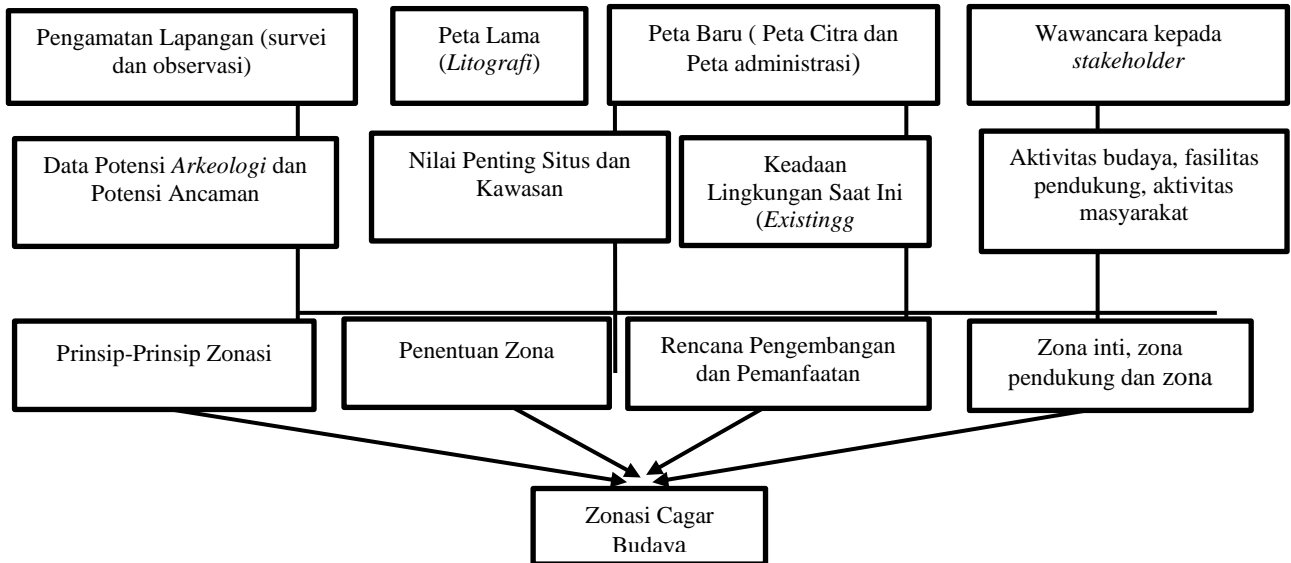 Pengamatan Lapangan (survei
dan observasi)
Peta Lama
(Litografi)
Peta Baru ( Peta Citra dan
Peta administrasi)
Wawancara kepada
stakeholder
Data Potensi Arkeologi dan
Potensi Ancaman
Nilai Penting Situs dan
Kawasan
Keadaan
Lingkungan Saat Ini
(Existingg
Aktivitas budaya, fasilitas
pendukung, aktivitas
masyarakat
Prinsip-Prinsip Zonasi
Penentuan Zona
Rencana Pengembangan
dan Pemanfaatan
Zona inti, zona
pendukung dan zona
Zonasi Cagar
Budaya